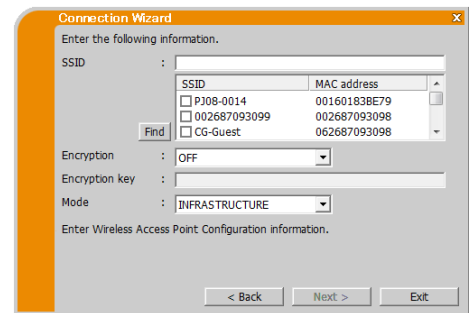 Connection Wizard x
Enter the following information.
SSID :
SSID MAC address
PJ08-0014 00160183BE79
002687093099 002687093098
Find CG-Guest 062687093098
Encryption : OFF
Encryption key :
Mode : INFRASTRUCTURE
Enter Wireless Access Point Configuration information.
< Back Next > Exit